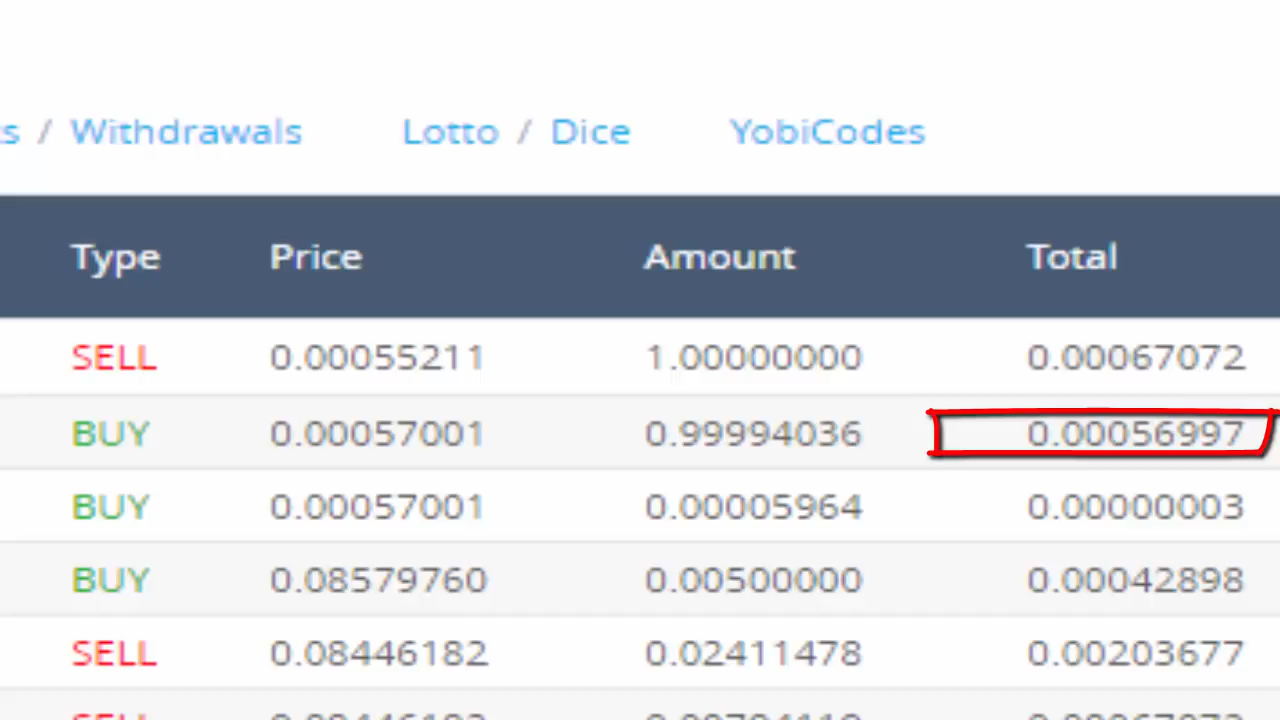 s / Withdrawals Lotto / Dice YobiCodes
Type Price Amount Total
SELL 0.00055211 1.00000000 0.00067072
BUY 0.00057001 0.99994036 0.00056997
BUY 0.00057001 0.00005964 0.00000003
BUY 0.08579760 0.00500000 0.00042898
SELL 0.08446182 0.02411478 0.00203677
SELL